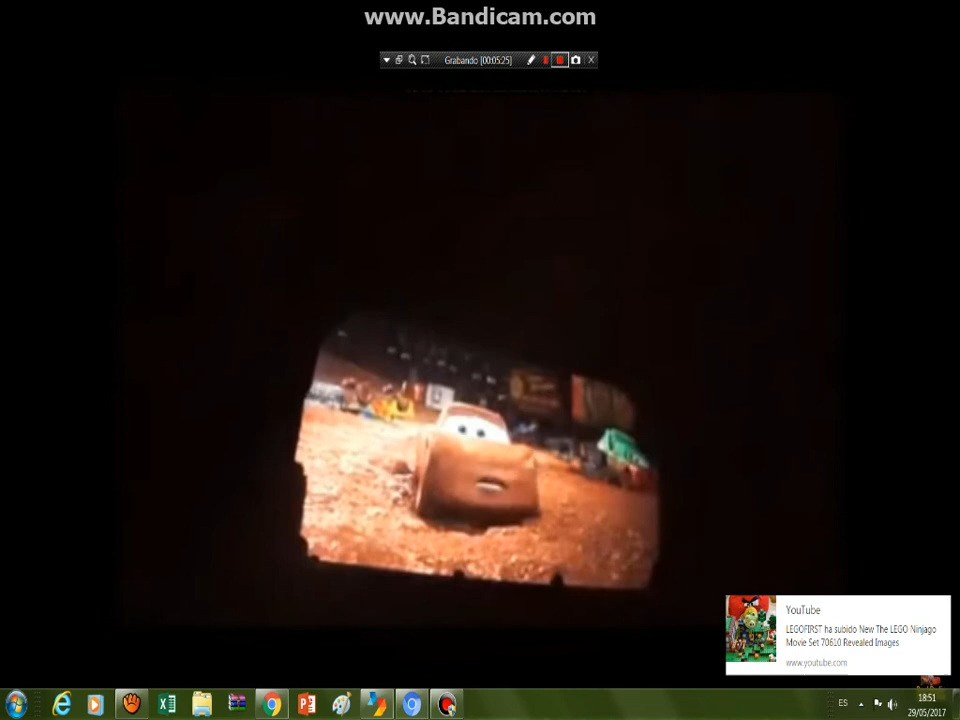 www.Bandicam.com
Grabando [00:05:25]
YouTube
LEGOFIRST ha subido New The LEGO Ninjago
Movie Set 70610 Revealed Images
www.youtube.com
ES
18:51
29/05/2017